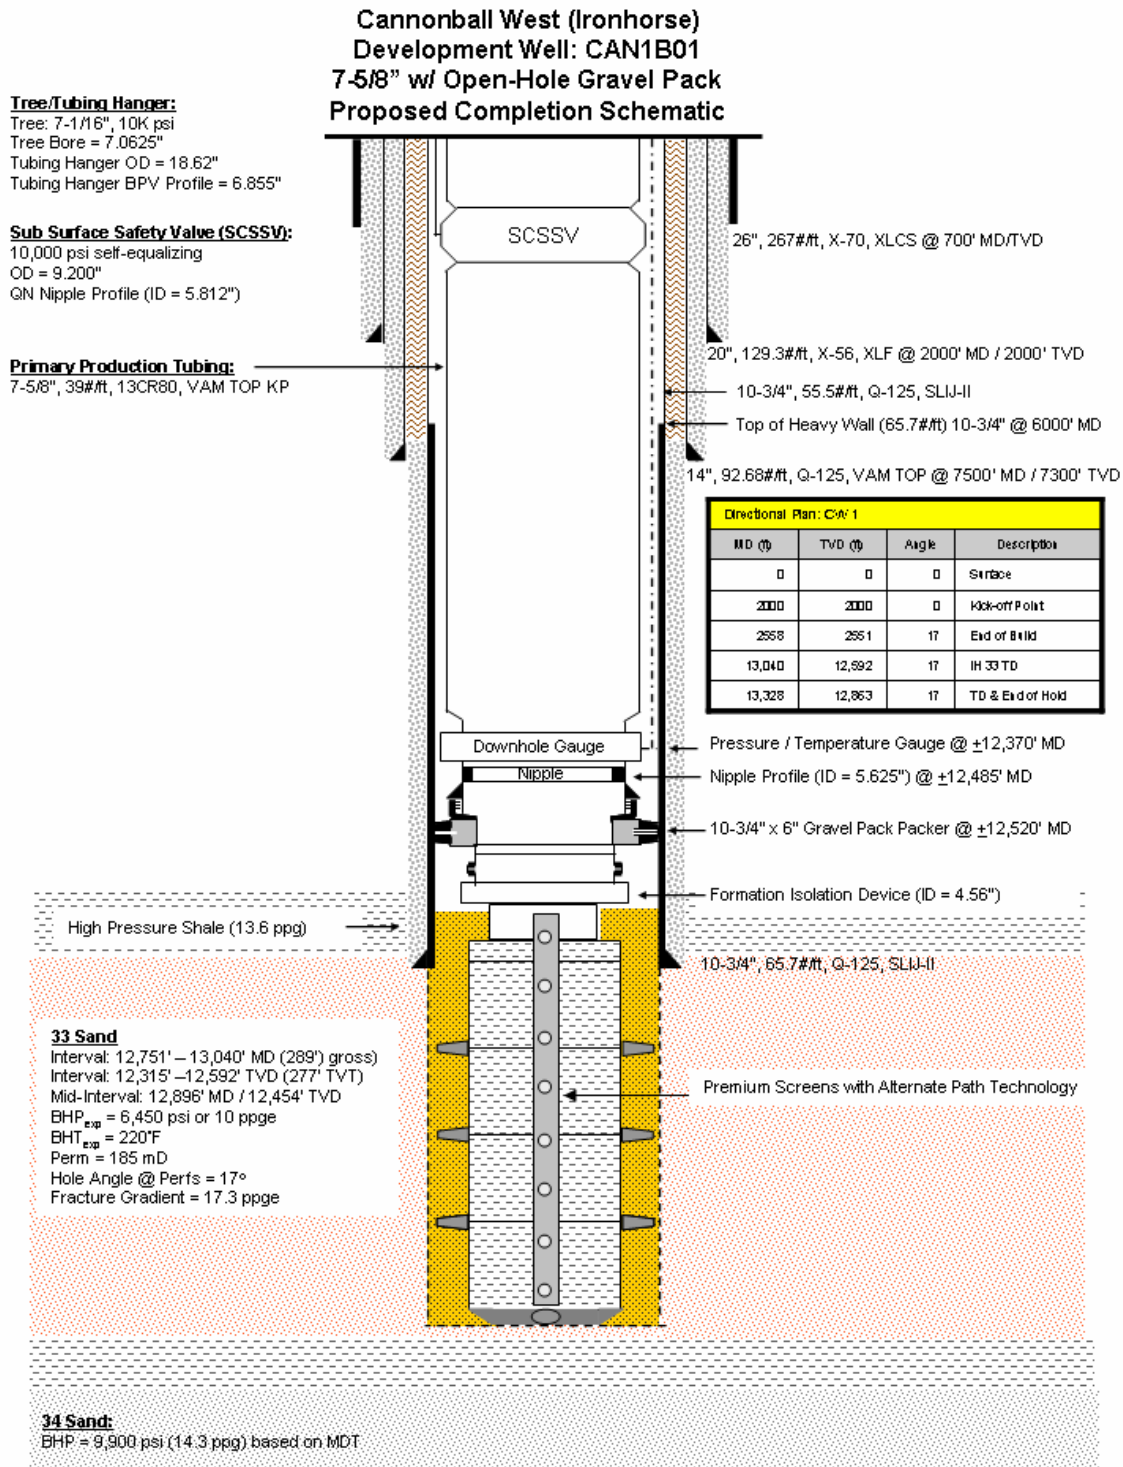 Cannonball West (Ironhorse)
Development Well: CAN1B01
7-5/8" w/ Open-Hole Gravel Pack
Proposed Completion Schematic
Tree/Tubing Hanger:
Tree: 7-1/16", 10K psi
Tree Bore = 7.0625"
Tubing Hanger OD = 18.62"
Tubing Hanger BPV Profile = 6.855"
Sub Surface Safety Valve (SCSSV):
10,000 psi self-equalizing
OD = 9.200"
QN Nipple Profile (ID = 5.812")
Primary Production Tubing:
7-5/8", 39#/ft, 13CR80, VAM TOP KP
SCSSV
26", 267#/ft, X-70, XLCS @ 700' MD/TVD
20", 129.3#/ft, X-56, XLF @ 2000' MD / 2000' TVD
10-3/4", 55.5#/ft, Q-125, SLIJ-II
Top of Heavy Wall (65.7#/ft) 10-3/4" @ 6000' MD
14", 92.68#/ft, Q-125, VAM TOP @ 7500' MD / 7300' TVD
Directional Plan: CW 1
MD (ft) TVD (ft) Angle Description
0 0 0 Surface
2000 2000 0 Kick-off Point
2558 2551 17 End of Build
13,040 12,592 17 IH 33 TD
13,328 12,863 17 TD & End of Hold
Downhole Gauge
Pressure / Temperature Gauge @ ±12,370' MD
Nipple
Nipple Profile (ID = 5.625") @ ±12,485' MD
10-3/4" x 6" Gravel Pack Packer @ ±12,520' MD
Formation Isolation Device (ID = 4.56")
High Pressure Shale (13.6 ppg)
10-3/4", 65.7#/ft, Q-125, SLIJ-II
33 Sand
Interval: 12,751' – 13,040' MD (289') gross)
Interval: 12,315' –12,592' TVD (277' TVT)
Mid-Interval: 12,896' MD / 12,454' TVD
BHPexp = 6,450 psi or 10 ppge
BHTexp = 220°F
Perm = 185 mD
Hole Angle @ Perfs = 17º
Fracture Gradient = 17.3 ppge
Premium Screens with Alternate Path Technology
34 Sand:
BHP = 9,900 psi (14.3 ppg) based on MDT